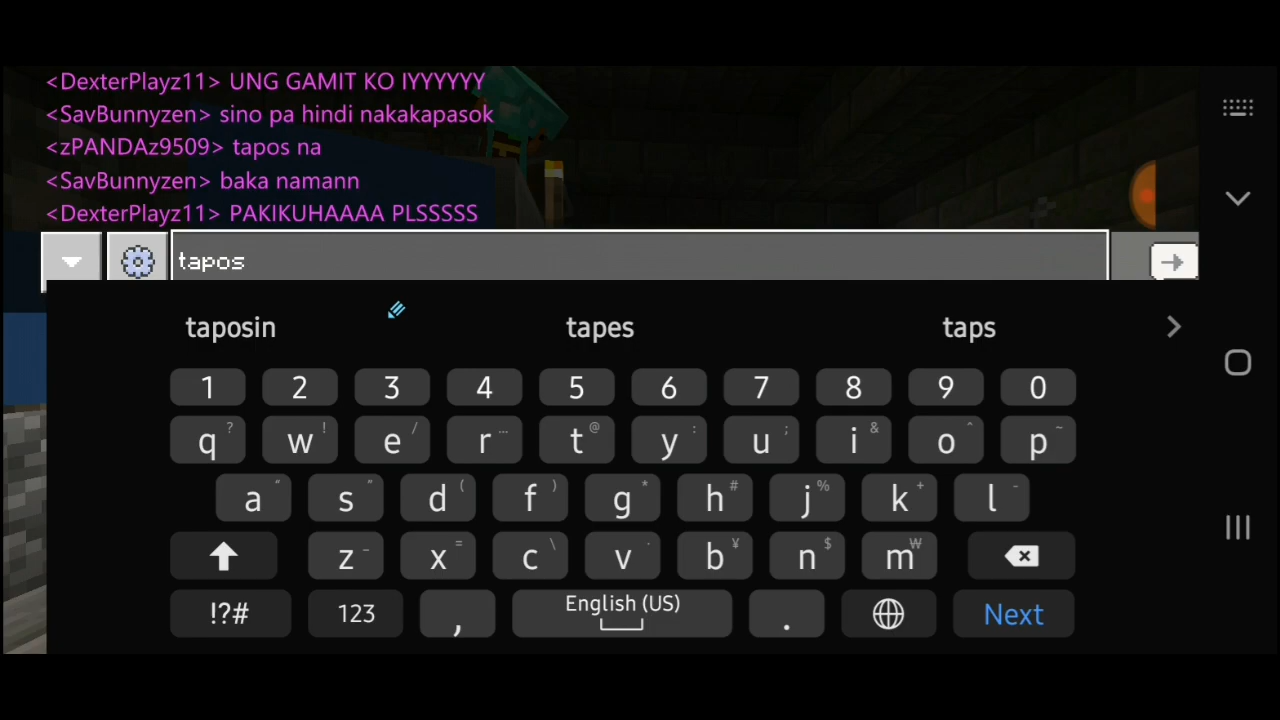 <DexterPlayz11> UNG GAMIT KO IYYYYYY
<SavBunnyzen> sino pa hindi nakakapasok
<zPANDAz9509> tapos na
<SavBunnyzen> baka namann
<DexterPlayz11> PAKIKUHAAAA PLSSSSS
tapos
taposin tapes taps
1 2 3 4 5 6 7 8 9 0
q ? w ! e / r … t @ y : u ; i & o ^ p ~
a " s " d ( f ) g * h # j % k + l -
z _ x = c \ v · b ¥ n $ m ₩
!?# 123 , English (US) . Next